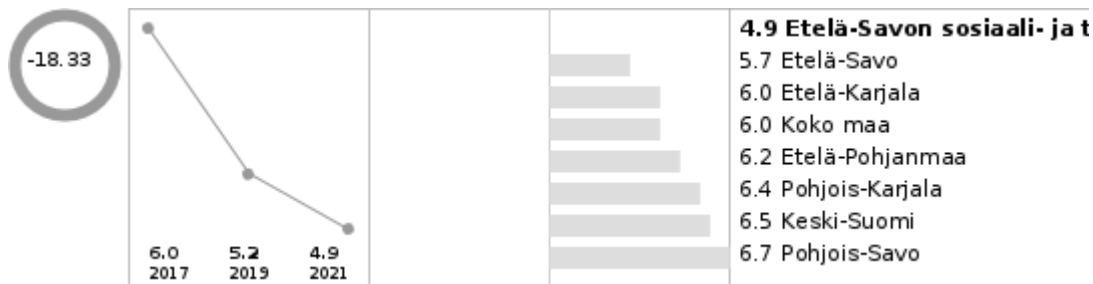 -18.33
6.0 5.2 4.9
2017 2019 2021
4.9 Etelä-Savon sosiaali- ja t
5.7 Etelä-Savo
6.0 Etelä-Karjala
6.0 Koko maa
6.2 Etelä-Pohjanmaa
6.4 Pohjois-Karjala
6.5 Keski-Suomi
6.7 Pohjois-Savo